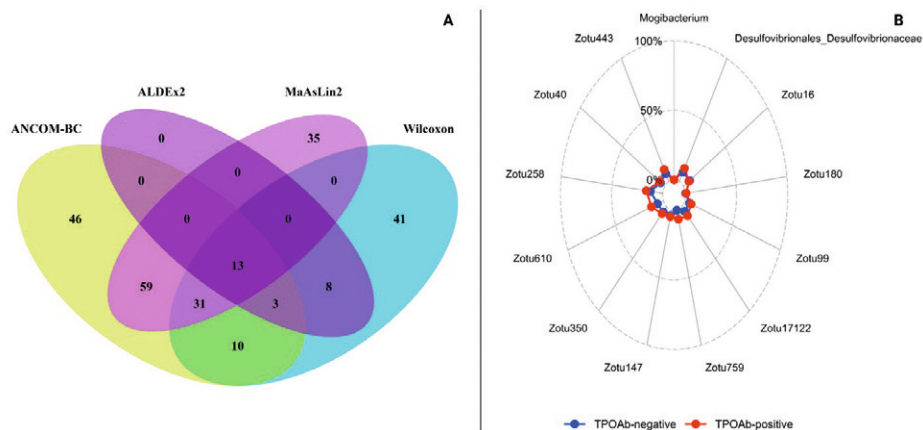 A
ALDEx2
MaAsLin2
ANCOM-BC
Wilcoxon
0
35
0
0
0
46
0
0
41
13
59
31
3
8
10
B
Mogibacterium
Zotu443
Desulfovibrionales_Desulfovibrionaceae
100%
Zotu40
Zotu16
50%
Zotu258
0%
Zotu180
Zotu610
Zotu99
Zotu350
Zotu17122
Zotu147
Zotu759
TPOAb-negative
TPOAb-positive